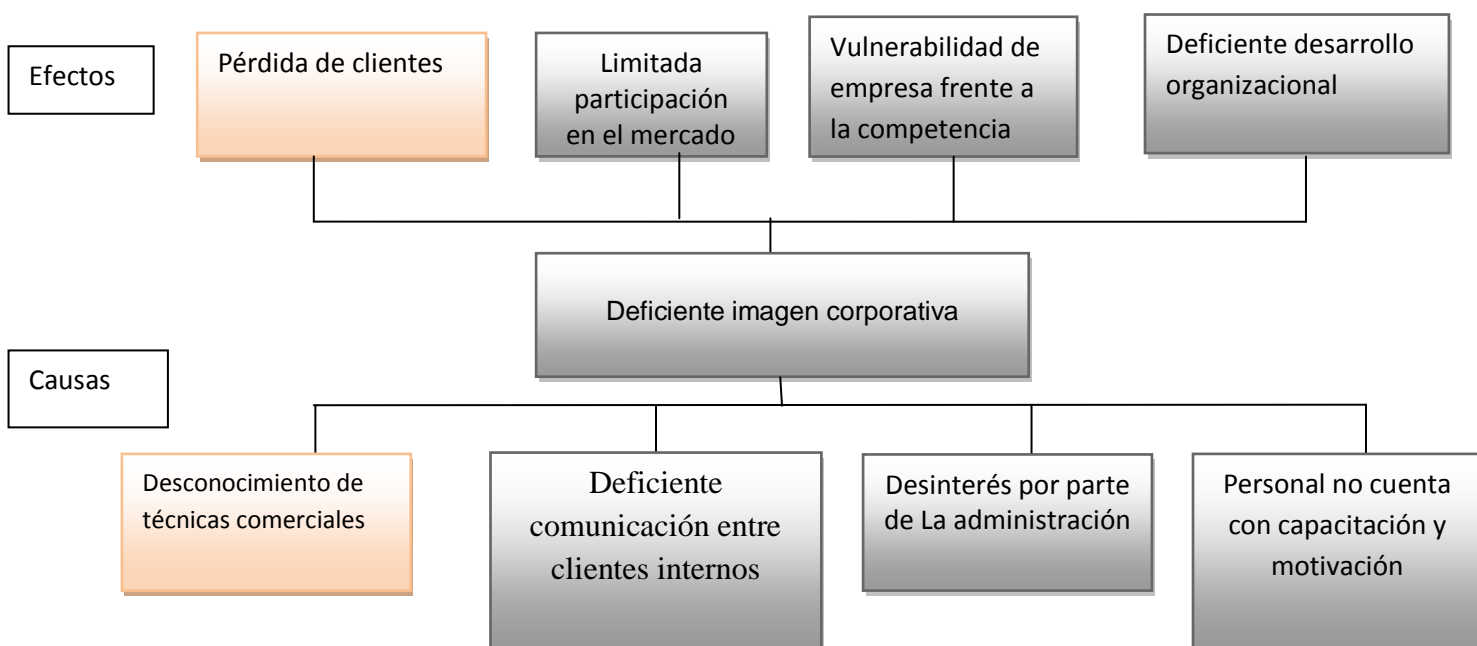 Efectos
Pérdida de clientes
Limitada
participación
en el mercado
Vulnerabilidad de
empresa frente a
la competencia
Deficiente desarrollo
organizacional
Deficiente imagen corporativa
Causas
Desconocimiento de
técnicas comerciales
Deficiente
comunicación entre
clientes internos
Desinterés por parte
de La administración
Personal no cuenta
con capacitación y
motivación